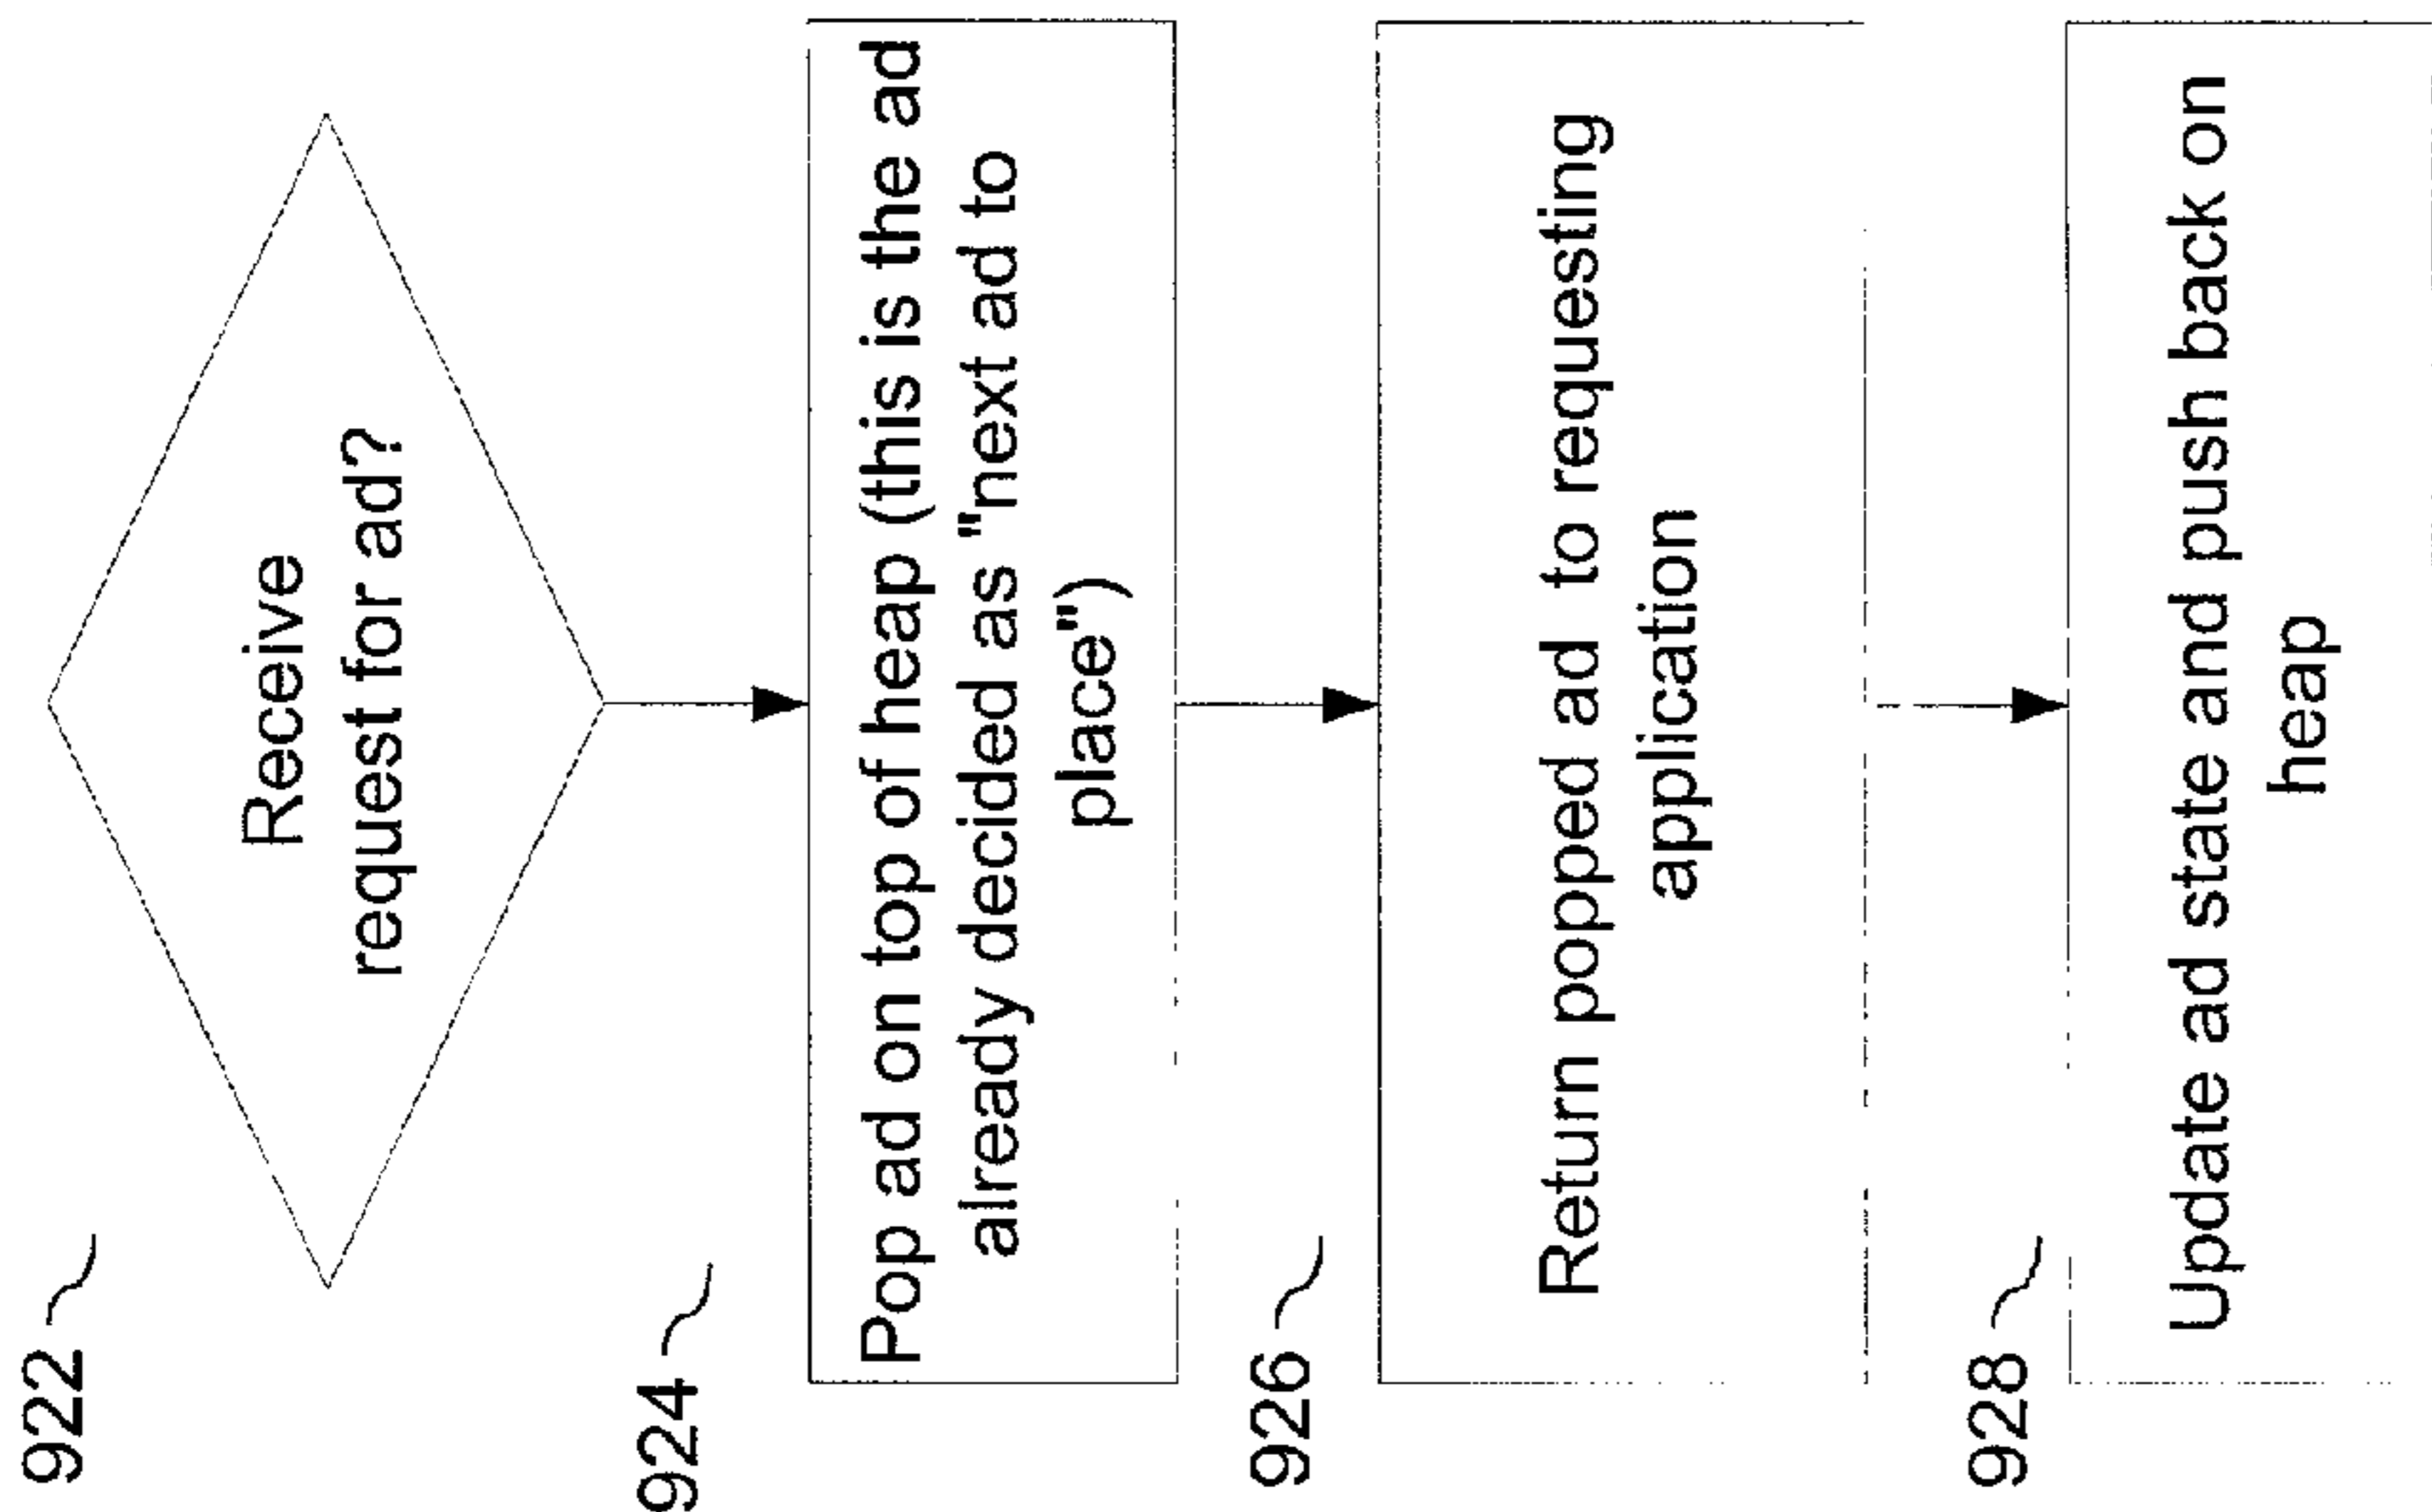 922
Receive
request for ad?
924
Pop ad on top of heap (this is the ad
already decided as "next ad to
place")
926
Return popped ad to requesting
application
928
Update ad state and push back on
heap